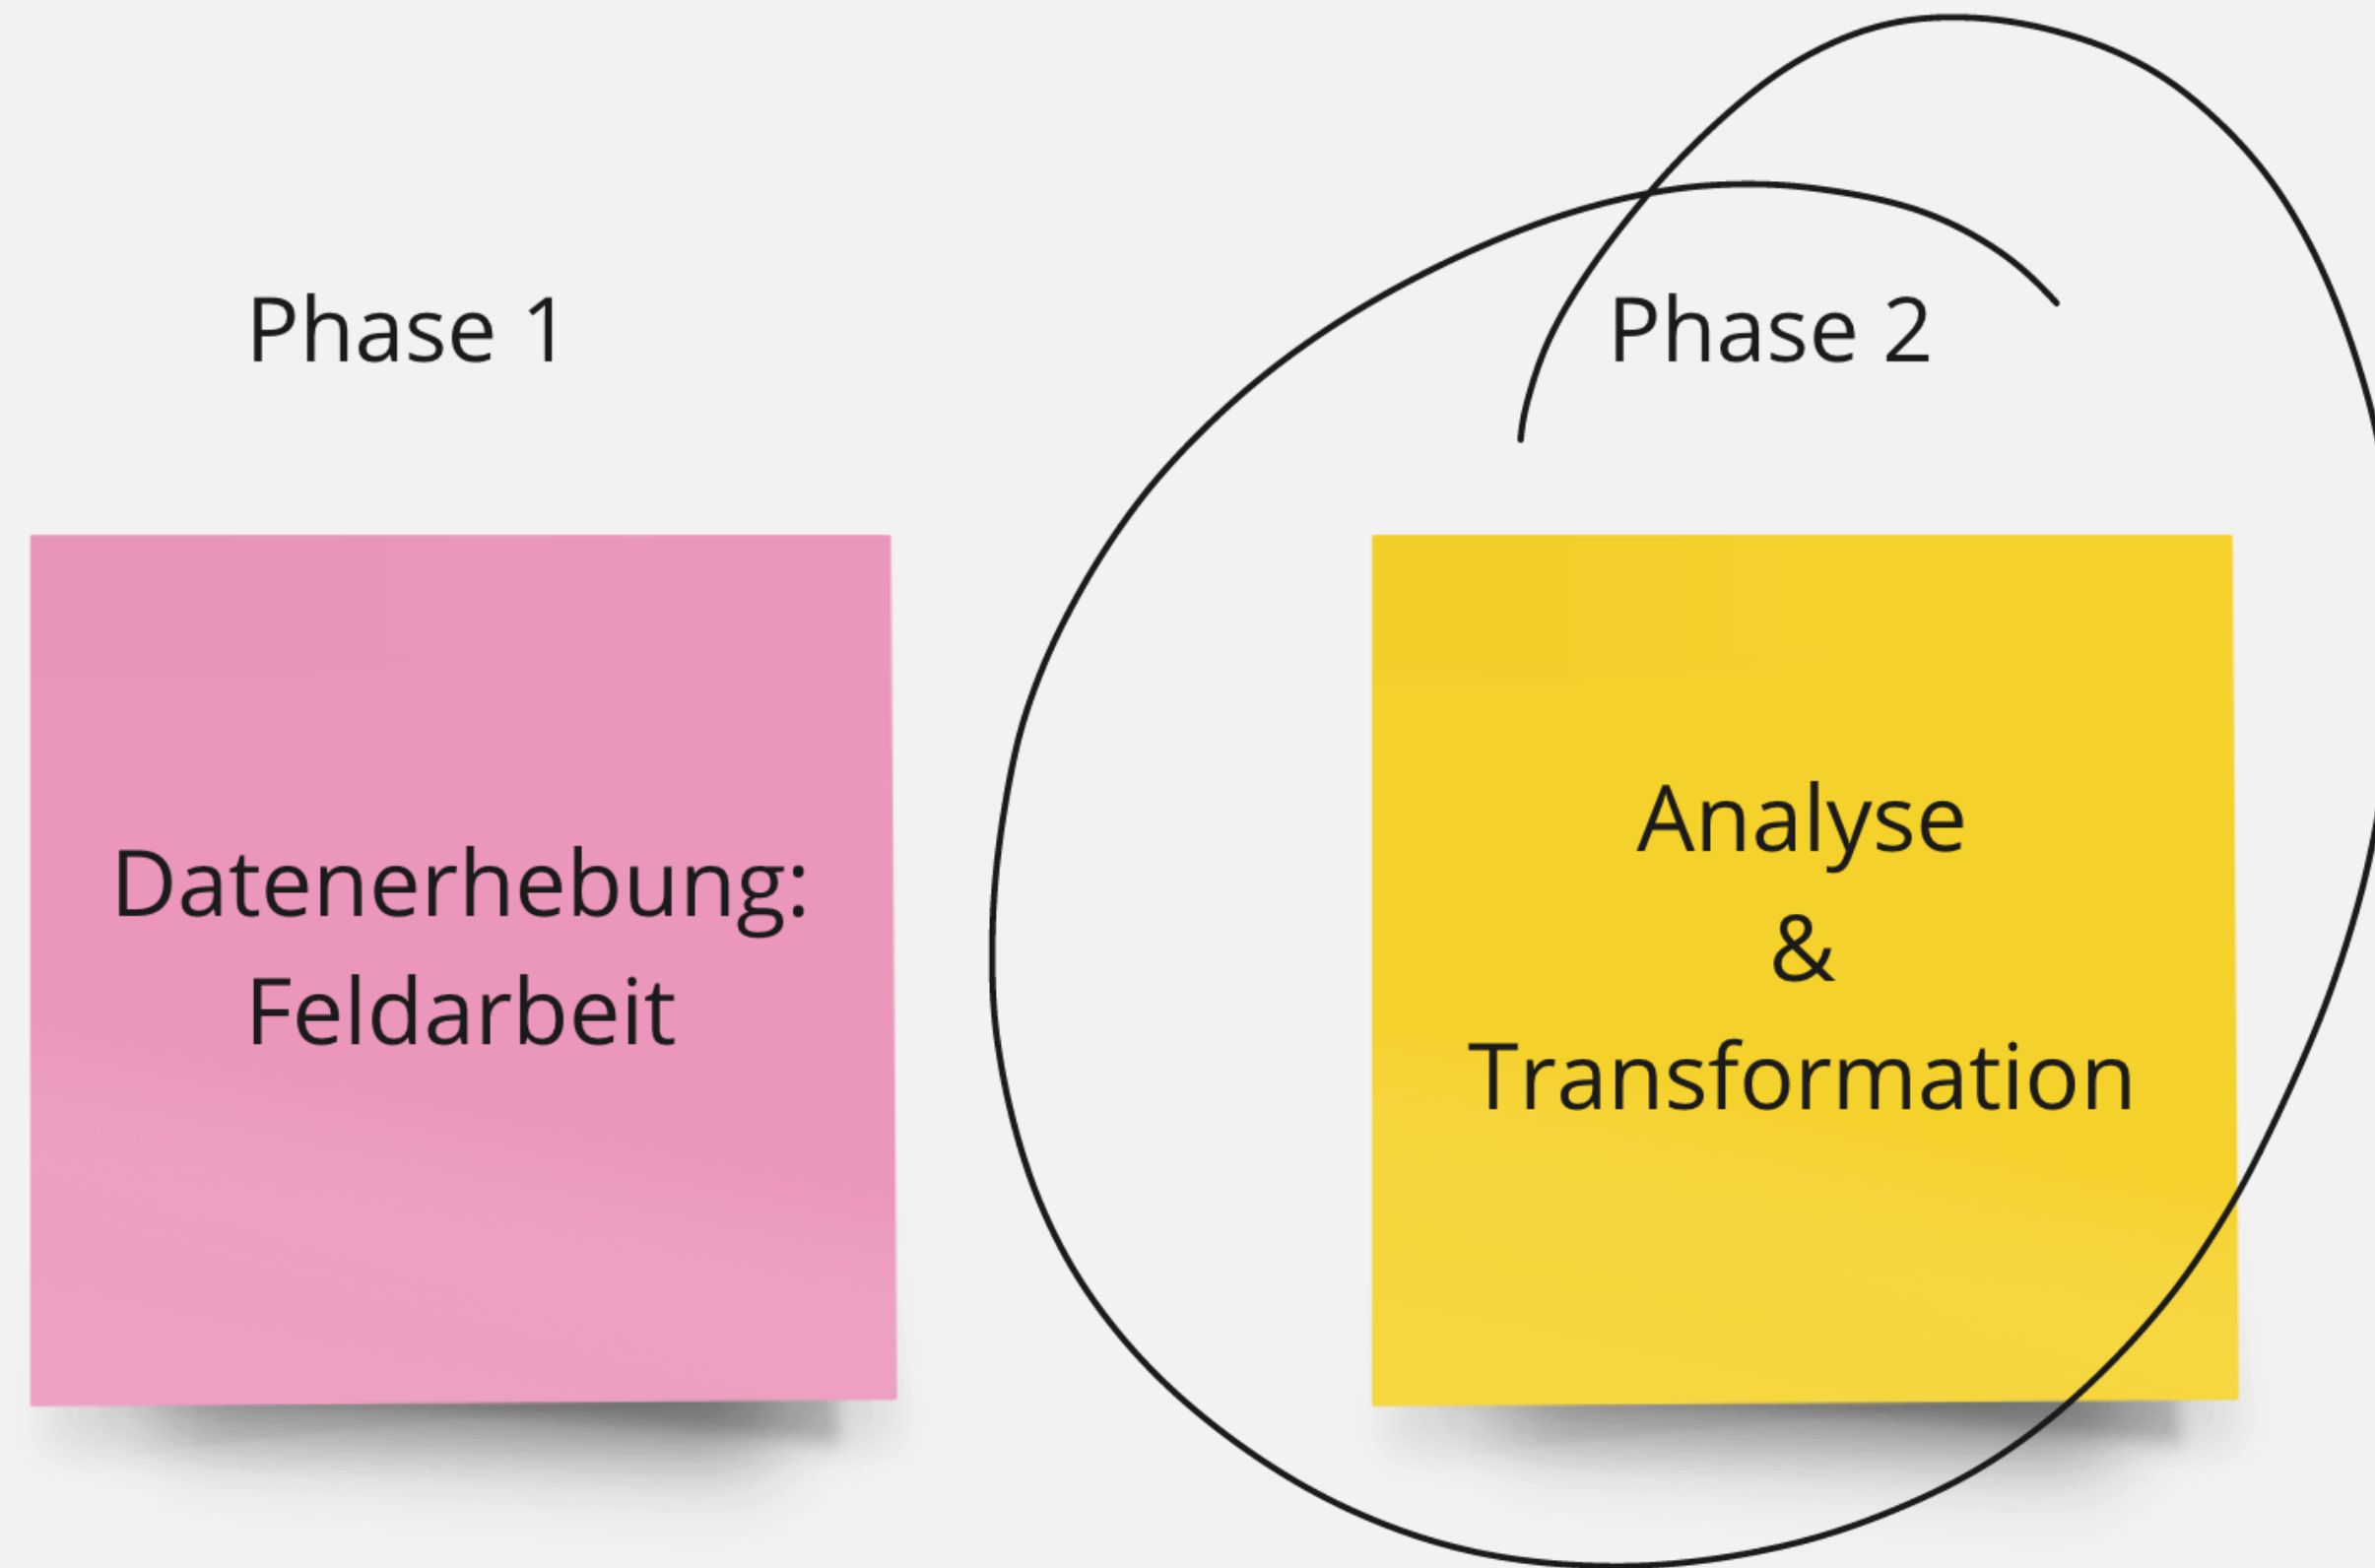 Phase 1
Phase 2
Datenerhebung:
Feldarbeit
Analyse
&
Transformation